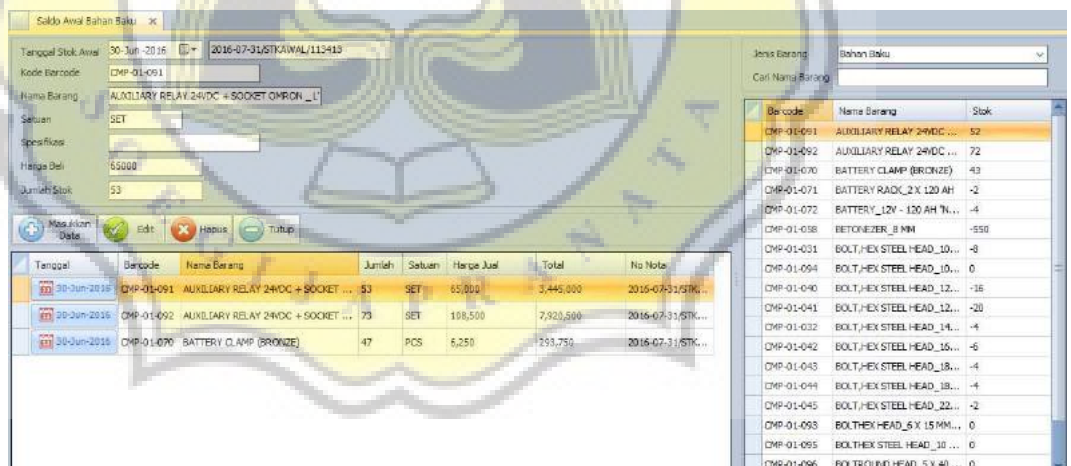 Saldo Awal Bahan Baku
Tanggal Stok Awal 30-Jun-2016 2016-07-31/STKAWAL/113413
Kode Barcode CMP-01-091
Nama Barang AUXILIARY RELAY 24VDC + SOCKET OMRON _ L
Satuan SET
Spesifikasi
Harga Beli 65000
Jumlah Stok 53
Masukkan Data Edit Hapus Tutup
Tanggal Barcode Nama Barang Jumlah Satuan Harga Jual Total No Nota
30-Jun-2016 CMP-01-091 AUXILIARY RELAY 24VDC + SOCKET ... 53 SET 65,000 3,445,000 2016-07-31/STK...
30-Jun-2016 CMP-01-092 AUXILIARY RELAY 24VDC + SOCKET ... 73 SET 108,500 7,920,500 2016-07-31/STK...
30-Jun-2016 CMP-01-070 BATTERY CLAMP (BRONZE) 47 PCS 6,250 293,750 2016-07-31/STK...
Jenis Barang Bahan Baku
Cari Nama Barang
Barcode Nama Barang Stok
CMP-01-091 AUXILIARY RELAY 24VDC ... 52
CMP-01-092 AUXILIARY RELAY 24VDC ... 72
CMP-01-070 BATTERY CLAMP (BRONZE) 43
CMP-01-071 BATTERY RACK_2 X 120 AH -2
CMP-01-072 BATTERY_12V - 120 AH "N... -4
CMP-01-058 BETONEZER_8 MM -550
CMP-01-031 BOLT,HEX STEEL HEAD_10... -8
CMP-01-094 BOLT,HEX STEEL HEAD_10... 0
CMP-01-040 BOLT,HEX STEEL HEAD_12... -16
CMP-01-041 BOLT,HEX STEEL HEAD_12... -20
CMP-01-032 BOLT,HEX STEEL HEAD_14... -4
CMP-01-042 BOLT,HEX STEEL HEAD_16... -6
CMP-01-043 BOLT,HEX STEEL HEAD_18... -4
CMP-01-044 BOLT,HEX STEEL HEAD_18... -4
CMP-01-045 BOLT,HEX STEEL HEAD_22... -2
CMP-01-093 BOLTHEX HEAD_6 X 15 MM... 0
CMP-01-095 BOLTHEX STEEL HEAD_10 ... 0
CMP-01-096 BOLTROUND HEAD_5 X 40 ... 0